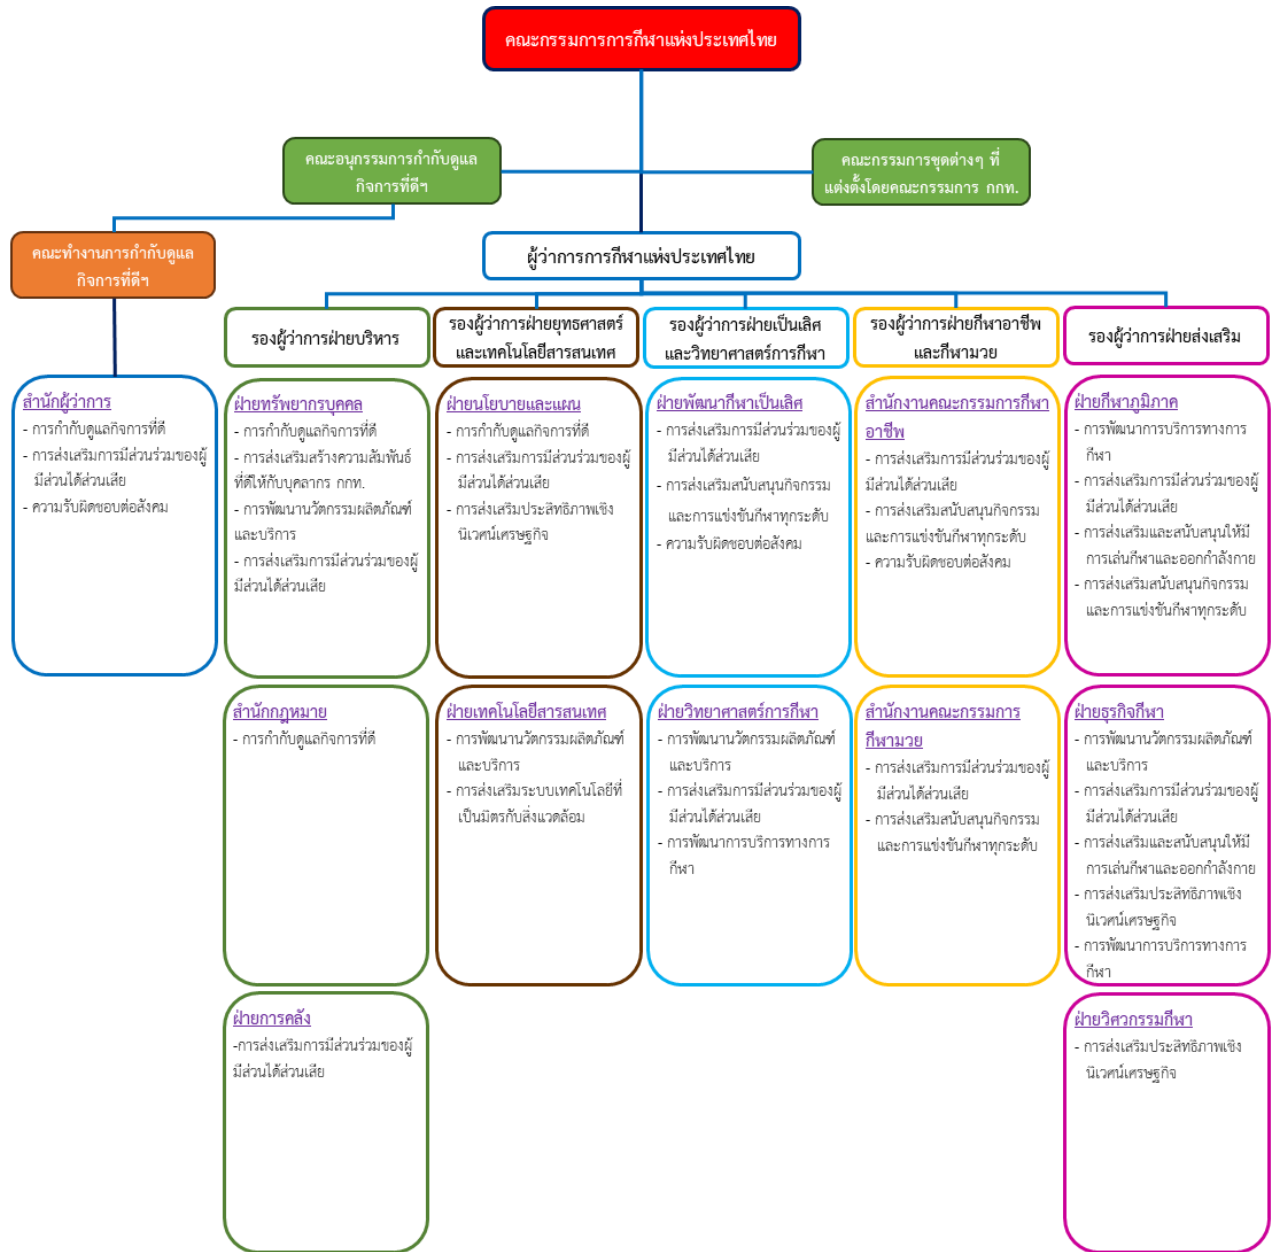 คณะกรรมการการกีฬาแห่งประเทศไทย
คณะอนุกรรมการกำกับดูแล
กิจการที่ดีฯ
คณะกรรมการชุดต่างๆ ที่
แต่งตั้งโดยคณะกรรมการ กกท.
คณะทำงานการกำกับดูแล
กิจการที่ดีฯ
ผู้ว่าการการกีฬาแห่งประเทศไทย
รองผู้ว่าการฝ่ายบริหาร
รองผู้ว่าการฝ่ายยุทธศาสตร์
และเทคโนโลยีสารสนเทศ
รองผู้ว่าการฝ่ายเป็นเลิศ
และวิทยาศาสตร์การกีฬา
รองผู้ว่าการฝ่ายกีฬาอาชีพ
และกีฬามวย
รองผู้ว่าการฝ่ายส่งเสริม
สำนักผู้ว่าการ
- การกำกับดูแลกิจการที่ดี
- การส่งเสริมการมีส่วนร่วมของผู้
มีส่วนได้ส่วนเสีย
- ความรับผิดชอบต่อสังคม
ฝ่ายทรัพยากรบุคคล
- การกำกับดูแลกิจการที่ดี
- การส่งเสริมสร้างความสัมพันธ์
ที่ดีให้กับบุคลากร กกท.
- การพัฒนานวัตกรรมผลิตภัณฑ์
และบริการ
- การส่งเสริมการมีส่วนร่วมของผู้
มีส่วนได้ส่วนเสีย
ฝ่ายนโยบายและแผน
- การกำกับดูแลกิจการที่ดี
- การส่งเสริมการมีส่วนร่วมของผู้
มีส่วนได้ส่วนเสีย
- การส่งเสริมประสิทธิภาพเชิง
นิเวศน์เศรษฐกิจ
ฝ่ายพัฒนากีฬาเป็นเลิศ
- การส่งเสริมการมีส่วนร่วมของผู้
มีส่วนได้ส่วนเสีย
- การส่งเสริมสนับสนุนกิจกรรม
และการแข่งขันกีฬาทุกระดับ
- ความรับผิดชอบต่อสังคม
สำนักงานคณะกรรมการกีฬา
อาชีพ
- การส่งเสริมการมีส่วนร่วมของผู้
มีส่วนได้ส่วนเสีย
- การส่งเสริมสนับสนุนกิจกรรม
และการแข่งขันกีฬาทุกระดับ
- ความรับผิดชอบต่อสังคม
ฝ่ายกีฬาภูมิภาค
- การพัฒนาการบริการทางการ
กีฬา
- การส่งเสริมการมีส่วนร่วมของผู้
มีส่วนได้ส่วนเสีย
- การส่งเสริมและสนับสนุนให้มี
การเล่นกีฬาและออกกำลังกาย
- การส่งเสริมสนับสนุนกิจกรรม
และการแข่งขันกีฬาทุกระดับ
สำนักกฎหมาย
- การกำกับดูแลกิจการที่ดี
ฝ่ายเทคโนโลยีสารสนเทศ
- การพัฒนานวัตกรรมผลิตภัณฑ์
และบริการ
- การส่งเสริมระบบเทคโนโลยีที่
เป็นมิตรกับสิ่งแวดล้อม
ฝ่ายวิทยาศาสตร์การกีฬา
- การพัฒนานวัตกรรมผลิตภัณฑ์
และบริการ
- การส่งเสริมการมีส่วนร่วมของผู้
มีส่วนได้ส่วนเสีย
- การพัฒนาการบริการทางการ
กีฬา
สำนักงานคณะกรรมการ
กีฬามวย
- การส่งเสริมการมีส่วนร่วมของผู้
มีส่วนได้ส่วนเสีย
- การส่งเสริมสนับสนุนกิจกรรม
และการแข่งขันกีฬาทุกระดับ
ฝ่ายธุรกิจกีฬา
- การพัฒนานวัตกรรมผลิตภัณฑ์
และบริการ
- การส่งเสริมการมีส่วนร่วมของผู้
มีส่วนได้ส่วนเสีย
- การส่งเสริมและสนับสนุนให้มี
การเล่นกีฬาและออกกำลังกาย
- การส่งเสริมประสิทธิภาพเชิง
นิเวศน์เศรษฐกิจ
- การพัฒนาการบริการทางการ
กีฬา
ฝ่ายการคลัง
-การส่งเสริมการมีส่วนร่วมของผู้
มีส่วนได้ส่วนเสีย
ฝ่ายวิศวกรรมกีฬา
- การส่งเสริมประสิทธิภาพเชิง
นิเวศน์เศรษฐกิจ